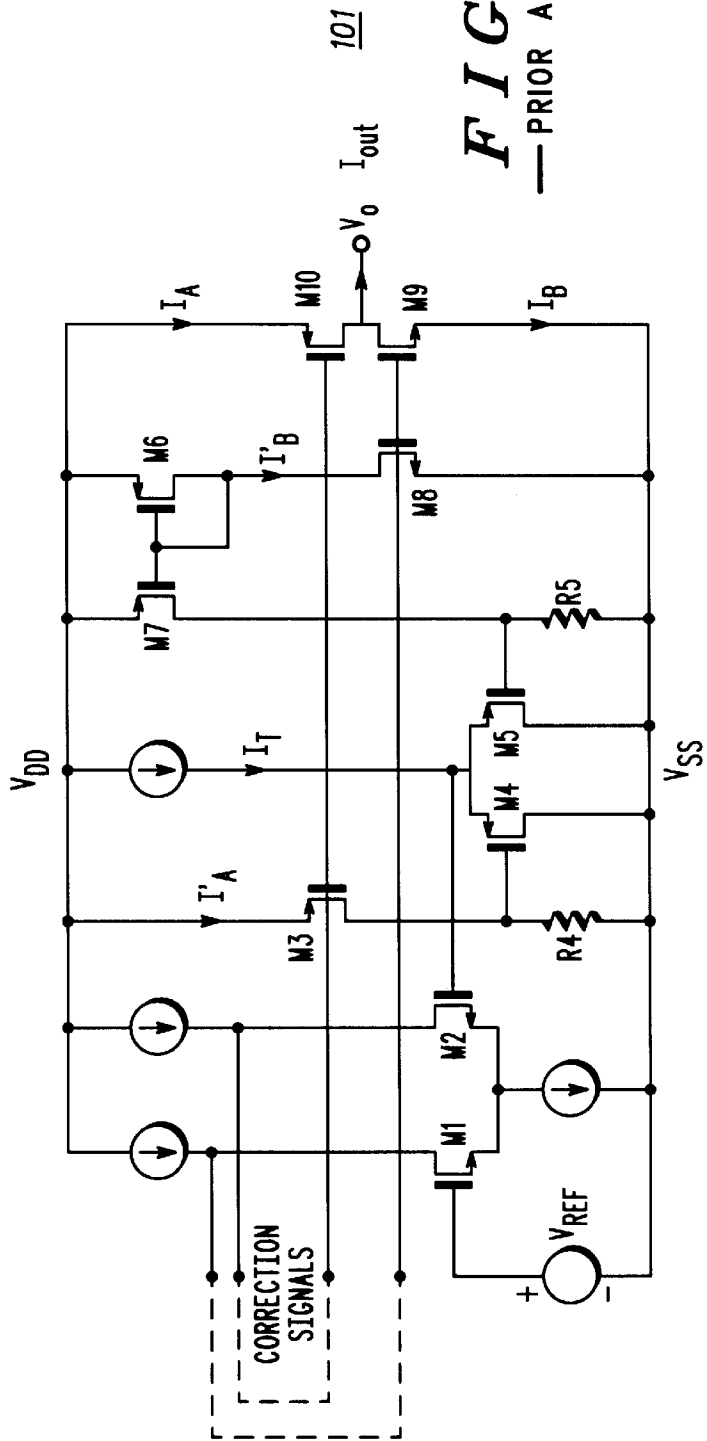 V_DD
I_A
M10
V_o I_out
101
M9
I_B
M6
I'_B
M8
M7
R5
I_T
M5
M4
V_SS
I'_A
M3
R4
M2
M1
CORRECTION
SIGNALS
+
V_REF
-
FIG
— PRIOR A